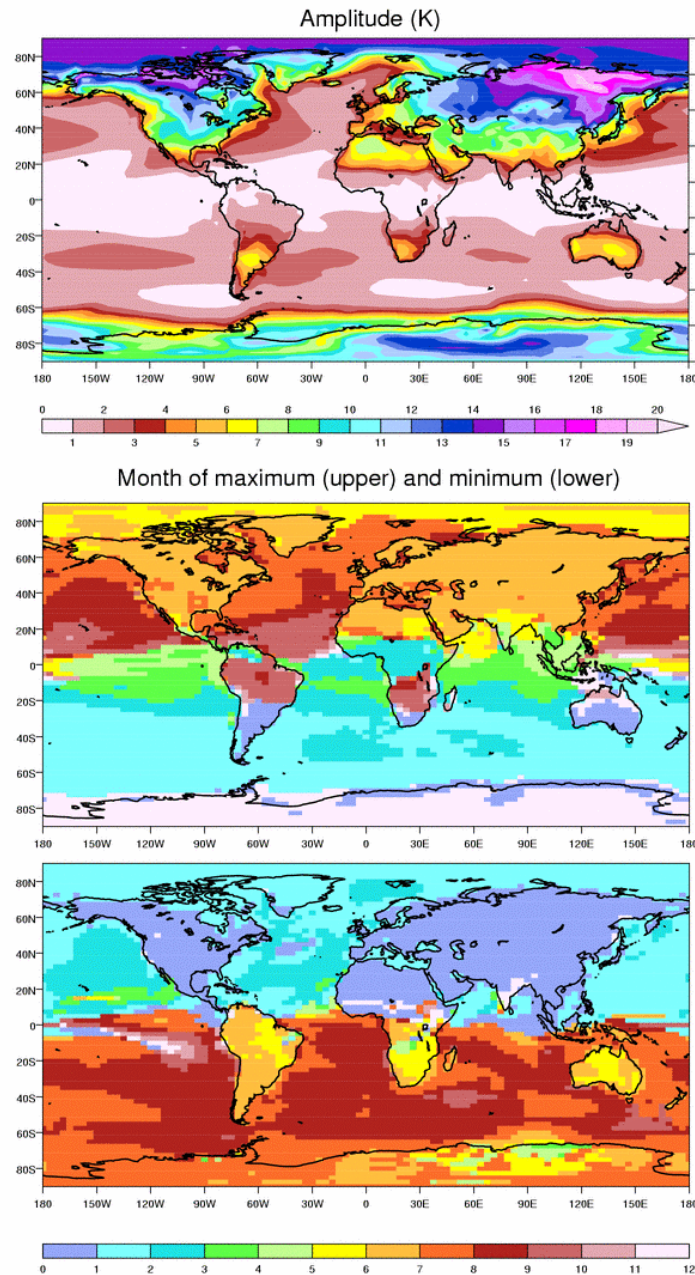 Amplitude (K)
80N
60N
40N
20N
0
20S
40S
60S
80S
180 150W 120W 90W 60W 30W 0 30E 60E 90E 120E 150E 180
0 2 4 6 8 10 12 14 16 18 20
1 3 5 7 9 11 13 15 17 19
Month of maximum (upper) and minimum (lower)
80N
60N
40N
20N
0
20S
40S
60S
80S
180 150W 120W 90W 60W 30W 0 30E 60E 90E 120E 150E 180
80N
60N
40N
20N
0
20S
40S
60S
80S
180 150W 120W 90W 60W 30W 0 30E 60E 90E 120E 150E 180
0 1 2 3 4 5 6 7 8 9 10 11 12